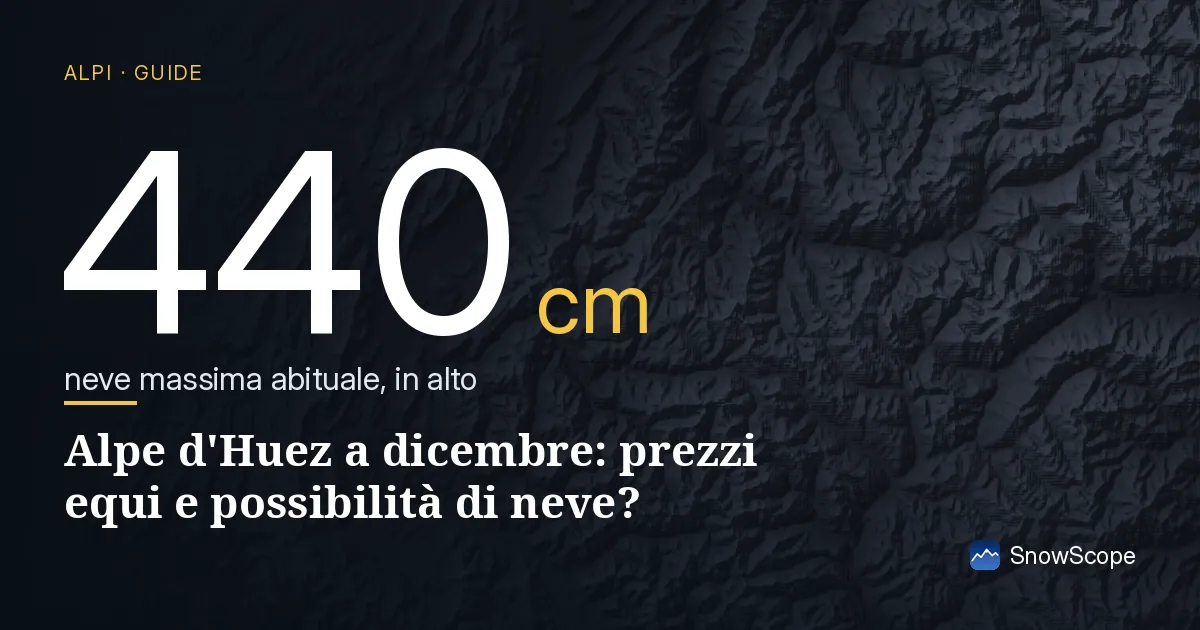 ALPI · GUIDE
440 cm
neve massima abituale, in alto
Alpe d'Huez a dicembre: prezzi
equi e possibilità di neve?
SnowScope